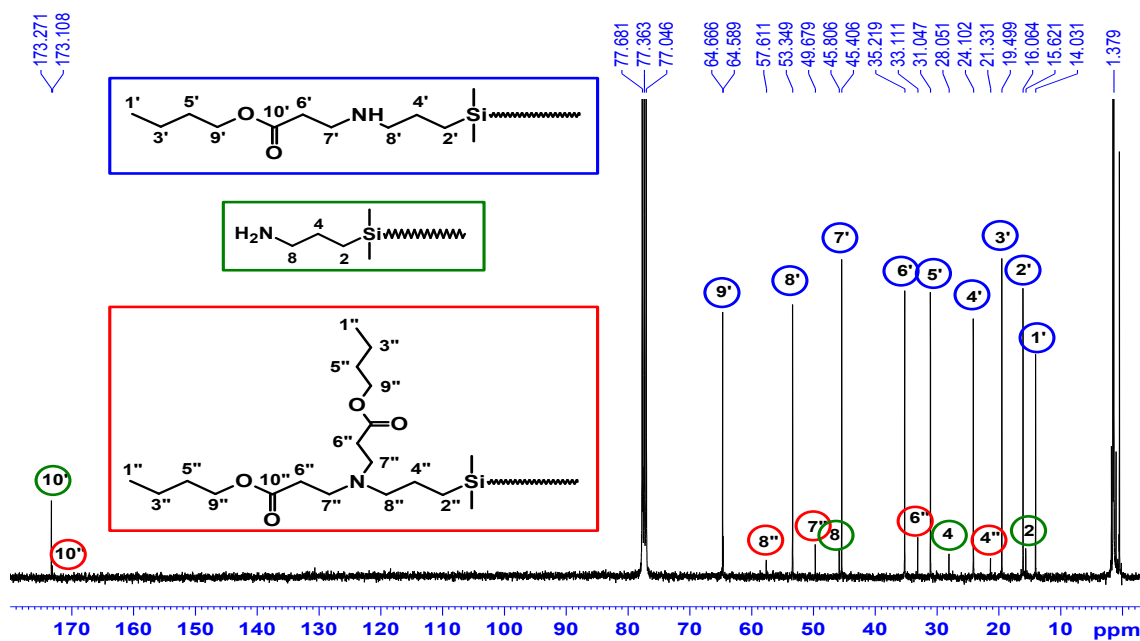 173.271
173.108
77.681
77.363
77.046
64.666
64.589
57.611
53.349
49.679
45.806
45.406
35.219
33.111
31.047
28.051
24.102
21.331
19.499
16.064
15.621
14.031
1.379
1' 5' 10' 6' 4'
O NH Si
3' 9' O 7' 8' 2'
4
H2N Si
8 2
1''
3''
5''
9''
O
O
6''
7''
1'' 5'' 10'' 6'' 4''
O N Si
3'' 9'' O 7'' 8'' 2''
9' 8' 7' 6' 5' 4' 3' 2' 1'
10'
10'' 8'' 7'' 8 6'' 4 4'' 2
170 160 150 140 130 120 110 100 90 80 70 60 50 40 30 20 10 ppm